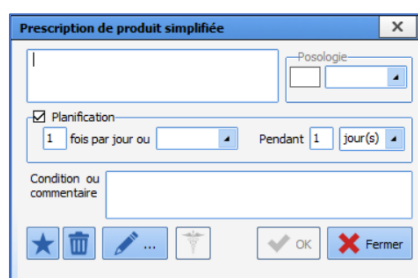 Prescription de produit simplifiée
Posologie
Planification
1 fois par jour ou Pendant 1 jour(s)
Condition ou
commentaire
... OK Fermer